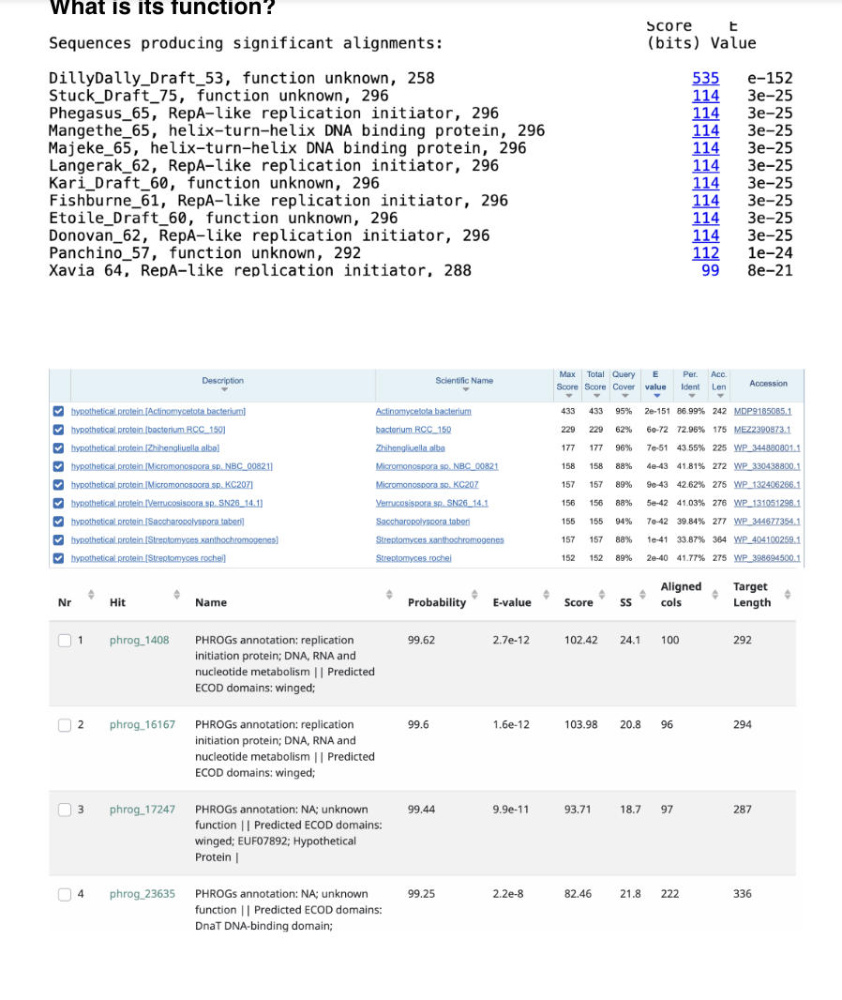 What is its function?
Score E
Sequences producing significant alignments: (bits) Value
DillyDally_Draft_53, function unknown, 258 535 e-152
Stuck_Draft_75, function unknown, 296 114 3e-25
Phegasus_65, RepA-like replication initiator, 296 114 3e-25
Mangethe_65, helix-turn-helix DNA binding protein, 296 114 3e-25
Majeke_65, helix-turn-helix DNA binding protein, 296 114 3e-25
Langerak_62, RepA-like replication initiator, 296 114 3e-25
Kari_Draft_60, function unknown, 296 114 3e-25
Fishburne_61, RepA-like replication initiator, 296 114 3e-25
Etoile_Draft_60, function unknown, 296 114 3e-25
Donovan_62, RepA-like replication initiator, 296 114 3e-25
Panchino_57, function unknown, 292 112 1e-24
Xavia_64, RepA-like replication initiator, 288 99 8e-21
Description Scientific Name Max Score Total Score Query Cover E value Per. Ident Acc. Len Accession
hypothetical protein [Actinomycetota bacterium] Actinomycetota bacterium 433 433 95% 2e-151 86.99% 242 MDP9185085.1
hypothetical protein [bacterium RCC_150] bacterium RCC_150 229 229 62% 6e-72 72.96% 175 MEZ2390873.1
hypothetical protein [Zhihengliuella alba] Zhihengliuella alba 177 177 96% 7e-51 43.55% 225 WP_344880801.1
hypothetical protein [Micromonospora sp. NBC_00821] Micromonospora sp. NBC_00821 158 158 88% 4e-43 41.81% 272 WP_330438800.1
hypothetical protein [Micromonospora sp. KC207] Micromonospora sp. KC207 157 157 89% 9e-43 42.62% 275 WP_132406266.1
hypothetical protein [Verrucosispora sp. SN26_14.1] Verrucosispora sp. SN26_14.1 156 156 88% 5e-42 41.03% 276 WP_131051298.1
hypothetical protein [Saccharopolyspora taberi] Saccharopolyspora taberi 155 155 94% 7e-42 39.84% 277 WP_344677354.1
hypothetical protein [Streptomyces xanthochromogenes] Streptomyces xanthochromogenes 157 157 88% 1e-41 33.87% 364 WP_404100259.1
hypothetical protein [Streptomyces rochei] Streptomyces rochei 152 152 89% 2e-40 41.77% 275 WP_398694500.1
Nr Hit Name Probability E-value Score SS Aligned cols Target Length
1 phrog_1408 PHROGs annotation: replication 99.62 2.7e-12 102.42 24.1 100 292
initiation protein; DNA, RNA and
nucleotide metabolism || Predicted
ECOD domains: winged;
2 phrog_16167 PHROGs annotation: replication 99.6 1.6e-12 103.98 20.8 96 294
initiation protein; DNA, RNA and
nucleotide metabolism || Predicted
ECOD domains: winged;
3 phrog_17247 PHROGs annotation: NA; unknown 99.44 9.9e-11 93.71 18.7 97 287
function || Predicted ECOD domains:
winged; EUF07892; Hypothetical
Protein |
4 phrog_23635 PHROGs annotation: NA; unknown 99.25 2.2e-8 82.46 21.8 222 336
function || Predicted ECOD domains:
DnaT DNA-binding domain;